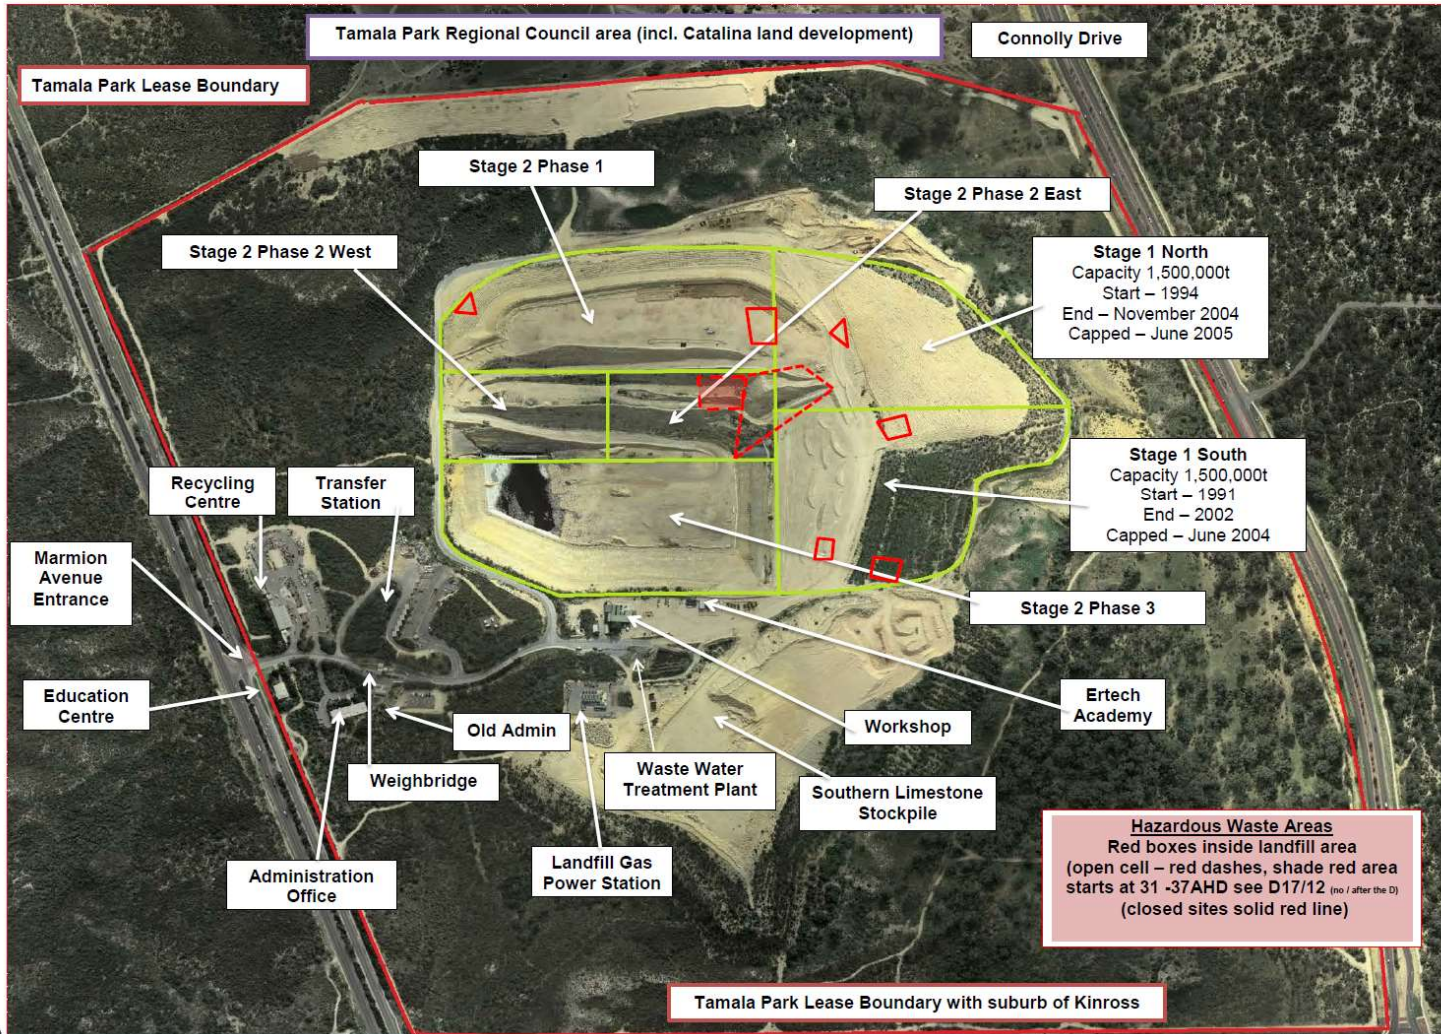 Tamala Park Regional Council area (incl. Catalina land development)
Connolly Drive
Tamala Park Lease Boundary
Stage 2 Phase 1
Stage 2 Phase 2 East
Stage 2 Phase 2 West
Stage 1 North
Capacity 1,500,000t
Start – 1994
End – November 2004
Capped – June 2005
Stage 1 South
Capacity 1,500,000t
Start – 1991
End – 2002
Capped – June 2004
Recycling
Centre
Transfer
Station
Marmion
Avenue
Entrance
Stage 2 Phase 3
Education
Centre
Old Admin
Weighbridge
Workshop
Ertech
Academy
Waste Water
Treatment Plant
Southern Limestone
Stockpile
Administration
Office
Landfill Gas
Power Station
Hazardous Waste Areas
Red boxes inside landfill area
(open cell – red dashes, shade red area
starts at 31 -37AHD see D17/12 (no / after the D)
(closed sites solid red line)
Tamala Park Lease Boundary with suburb of Kinross